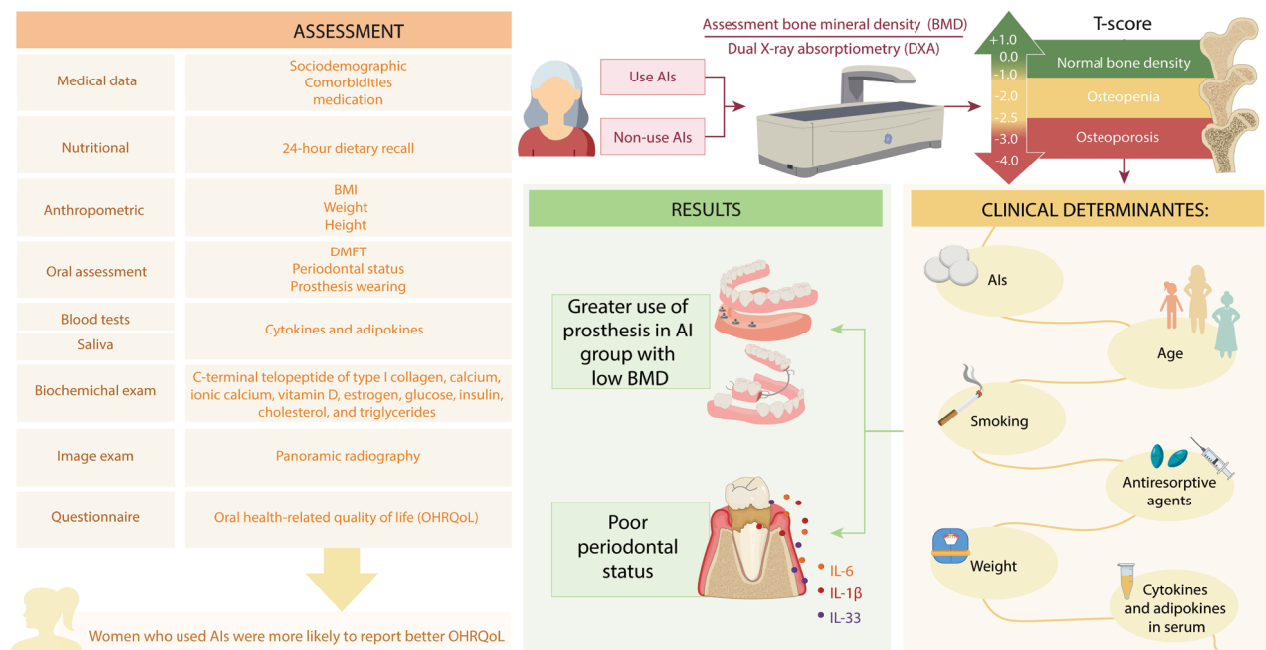 ASSESSMENT
Medical data
Sociodemographic
Comorbidities
medication
Nutritional
24-hour dietary recall
Anthropometric
BMI
Weight
Height
Oral assessment
DMFT
Periodontal status
Prosthesis wearing
Blood tests
Saliva
Cytokines and adipokines
Biochemichal exam
C-terminal telopeptide of type I collagen, calcium,
ionic calcium, vitamin D, estrogen, glucose, insulin,
cholesterol, and triglycerides
Image exam
Panoramic radiography
Questionnaire
Oral health-related quality of life (OHRQoL)
Women who used AIs were more likely to report better OHRQoL
Assessment bone mineral density (BMD)
Dual X-ray absorptiometry (DXA)
Use AIs
Non-use AIs
T-score
+1.0
0.0
-1.0
-2.0
-2.5
-3.0
-4.0
Normal bone density
Osteopenia
Osteoporosis
RESULTS
Greater use of
prosthesis in AI
group with
low BMD
Poor
periodontal
status
IL-6
IL-1β
IL-33
CLINICAL DETERMINANTES:
AIs
Age
Smoking
Antiresorptive
agents
Weight
Cytokines
and adipokines
in serum